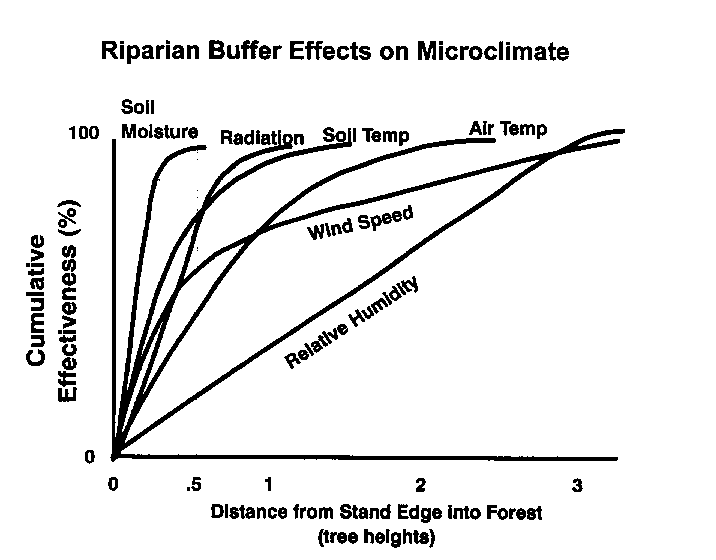 Riparian Buffer Effects on Microclimate
Soil
Moisture
Radiation
Soil Temp
Air Temp
100
Wind Speed
Relative Humidity
Cumulative
Effectiveness (%)
0
0
.5
1
2
3
Distance from Stand Edge into Forest
(tree heights)